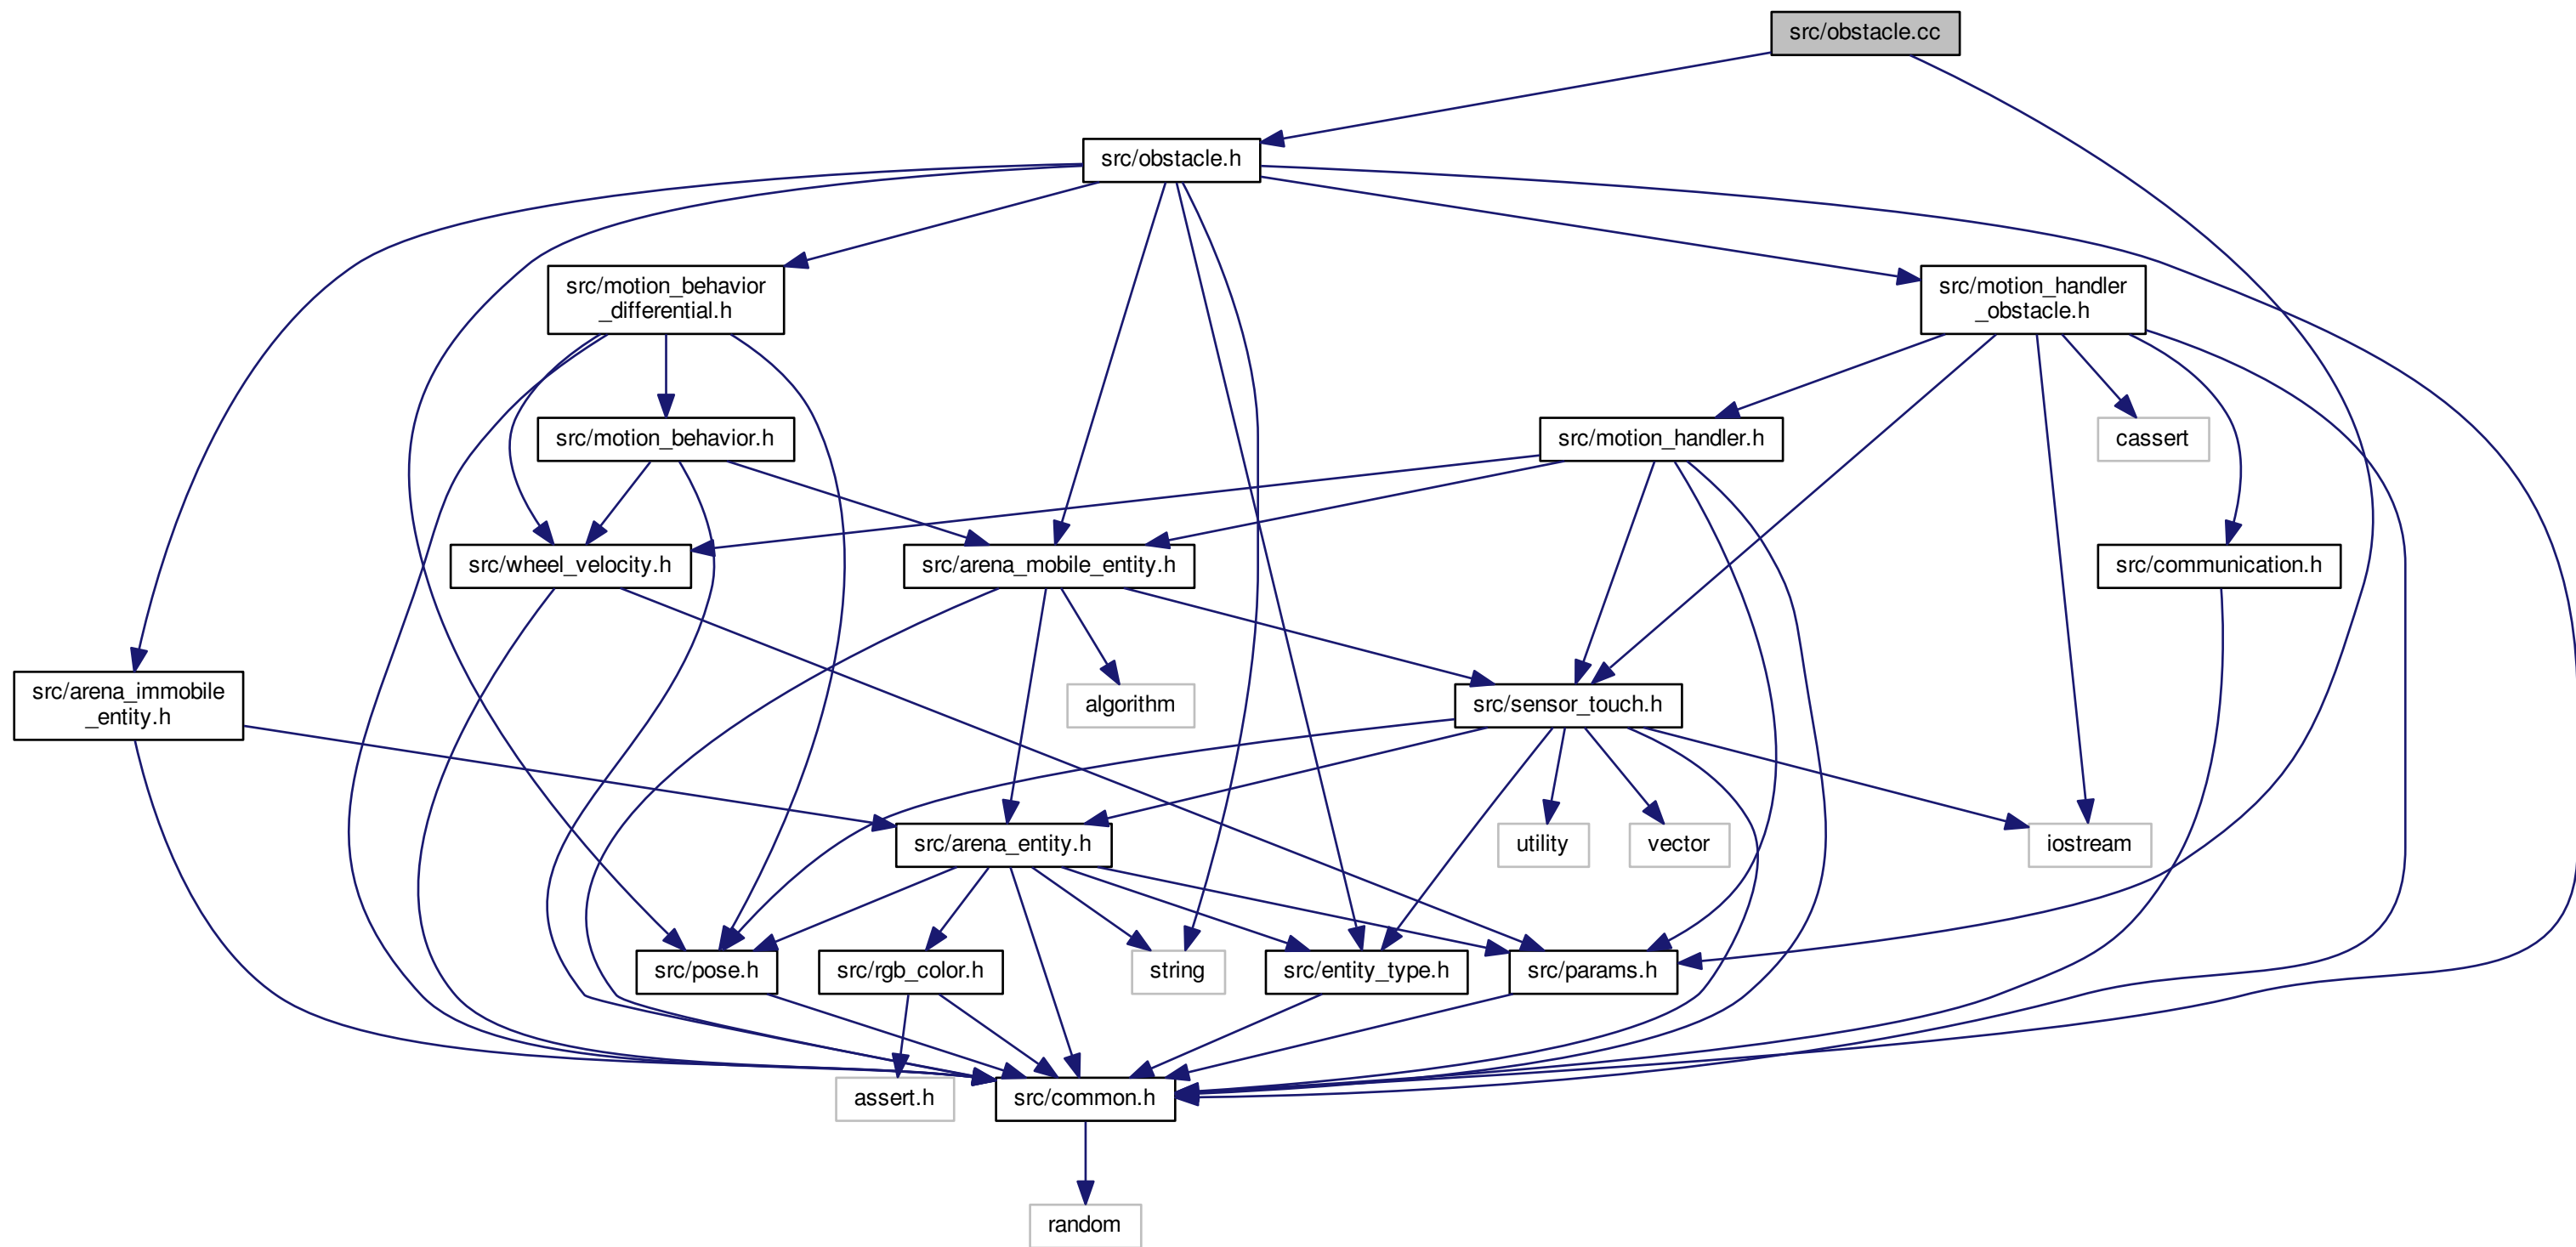 src/obstacle.cc
src/obstacle.h
src/motion_behavior
_differential.h
src/motion_handler
_obstacle.h
src/motion_behavior.h
src/motion_handler.h
cassert
src/wheel_velocity.h
src/arena_mobile_entity.h
src/communication.h
src/arena_immobile
_entity.h
algorithm
src/sensor_touch.h
src/arena_entity.h
utility
vector
iostream
src/pose.h
src/rgb_color.h
string
src/entity_type.h
src/params.h
assert.h
src/common.h
random